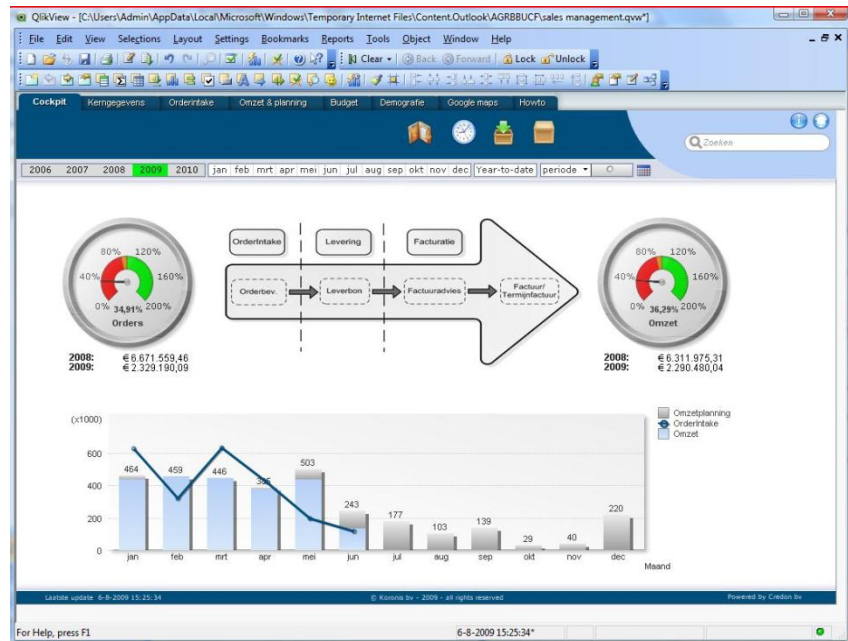 QlikView - [C:\Users\Admin\AppData\Local\Microsoft\Windows\Temporary Internet Files\Content.Outlook\AGRBBUCF\sales management.qvw*]
File Edit View Selections Layout Settings Bookmarks Reports Tools Object Window Help
Clear Back Forward Lock Unlock
Cockpit Kerngegevens Orderintake Omzet & planning Budget Demografie Google maps Howto
Zoeken
2006 2007 2008 2009 2010 jan feb mrt apr mei jun jul aug sep okt nov dec Year-to-date periode
OrderIntake Levering Facturatie
80% 120%
40% 160%
0% 34,91% 200%
Orders
Orderbev. Leverbon Factuuradvies Factuur/
Termijnfactuur
80% 120%
40% 160%
0% 36,29% 200%
Omzet
2008: € 6.671.559,46
2009: € 2.329.190,09
2008: € 6.311.975,31
2009: € 2.290.480,04
(x1000)
Omzetplanning
OrderIntake
Omzet
600
400
200
0
464 459 446 503 243 177 103 139 29 40 220
jan feb mrt apr mei jun jul aug sep okt nov dec
Maand
Laatste update 6-8-2009 15:25:34 © Koronis bv - 2009 - all rights reserved Powered by Credon bv
For Help, press F1 6-8-2009 15:25:34*